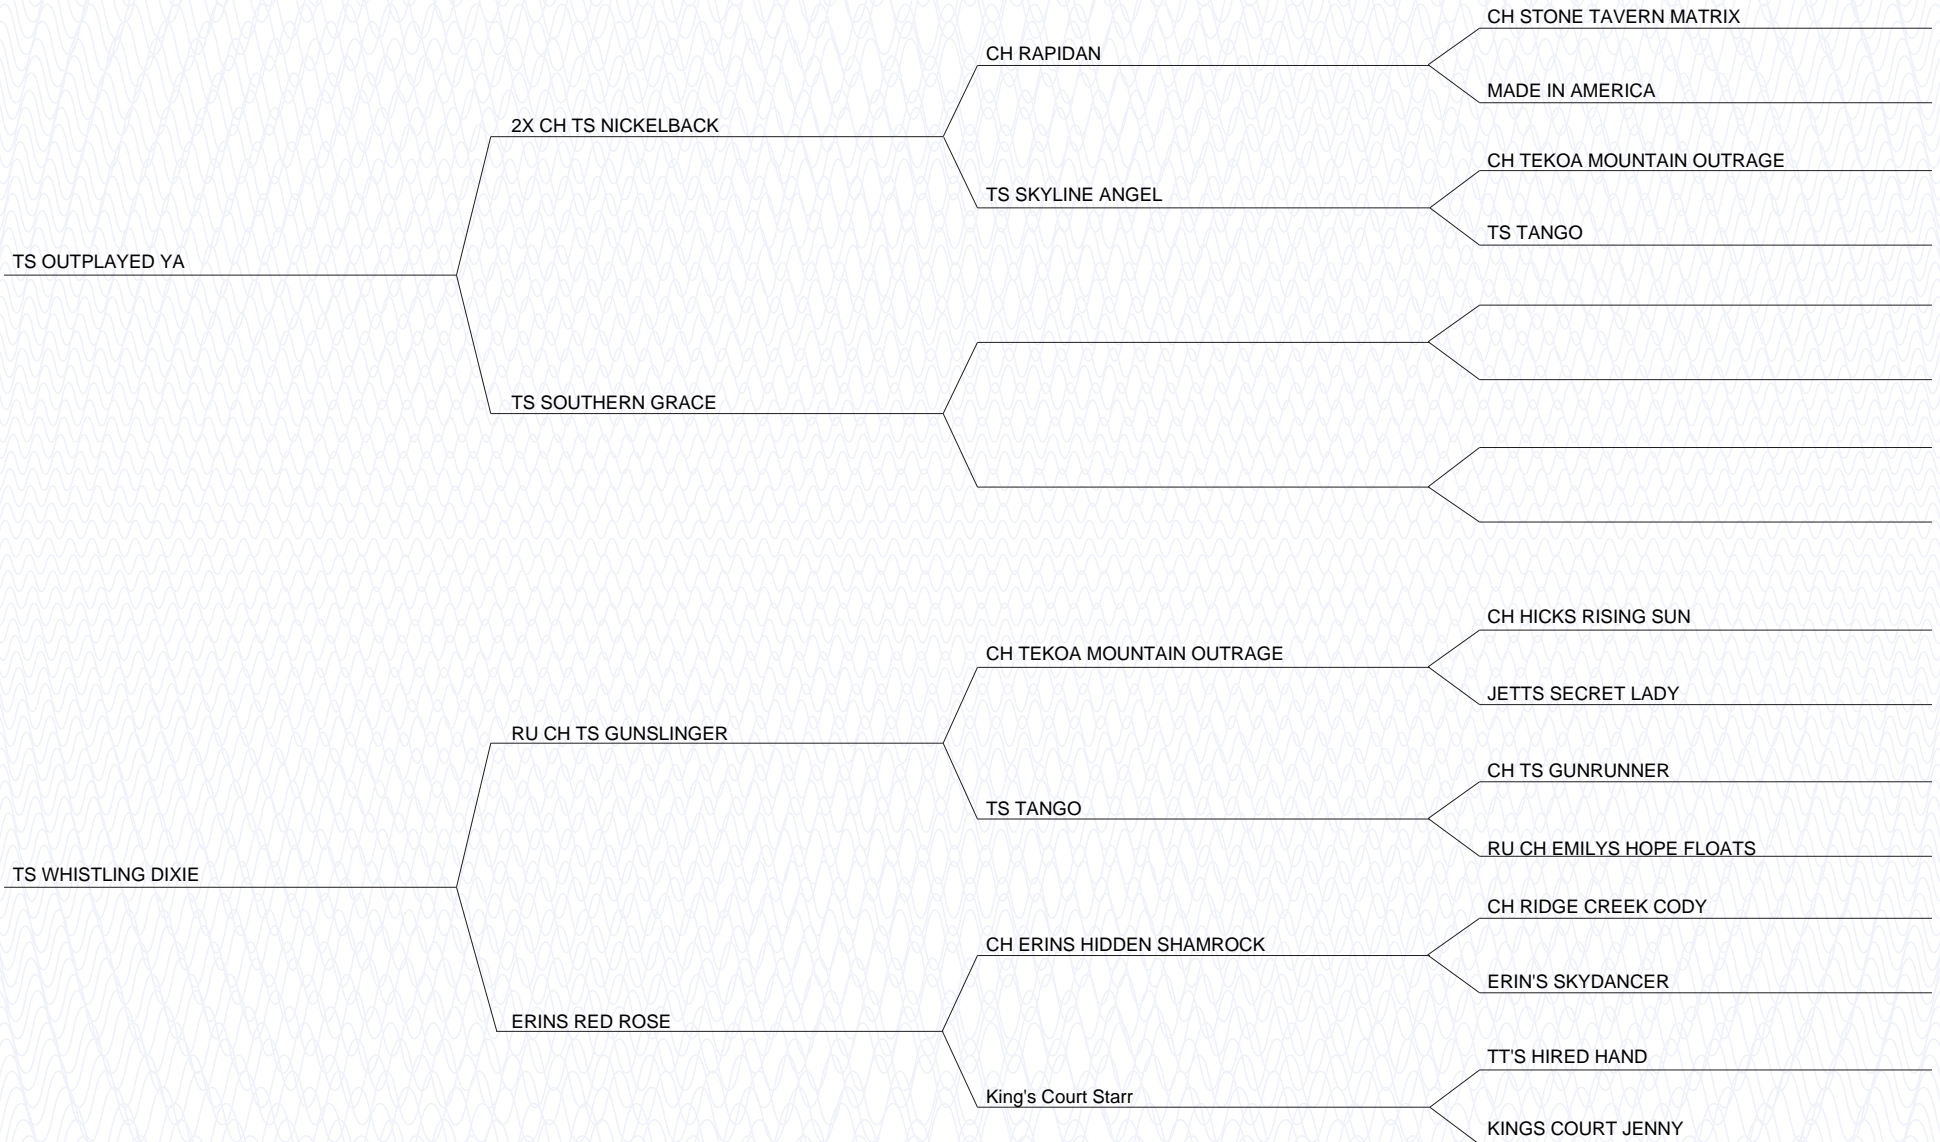 CH STONE TAVERN MATRIX
CH RAPIDAN
MADE IN AMERICA
2X CH TS NICKELBACK
CH TEKOA MOUNTAIN OUTRAGE
TS SKYLINE ANGEL
TS TANGO
TS OUTPLAYED YA
TS SOUTHERN GRACE
CH HICKS RISING SUN
CH TEKOA MOUNTAIN OUTRAGE
JETTS SECRET LADY
RU CH TS GUNSLINGER
CH TS GUNRUNNER
TS TANGO
RU CH EMILYS HOPE FLOATS
TS WHISTLING DIXIE
CH RIDGE CREEK CODY
CH ERINS HIDDEN SHAMROCK
ERIN'S SKYDANCER
ERINS RED ROSE
TT'S HIRED HAND
King's Court Starr
KINGS COURT JENNY